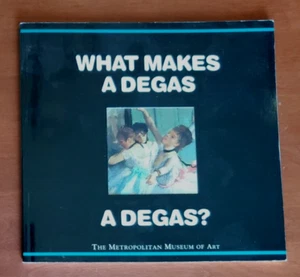 WHAT MAKES
A DEGAS
A DEGAS?
THE METROPOLITAN MUSEUM OF ART